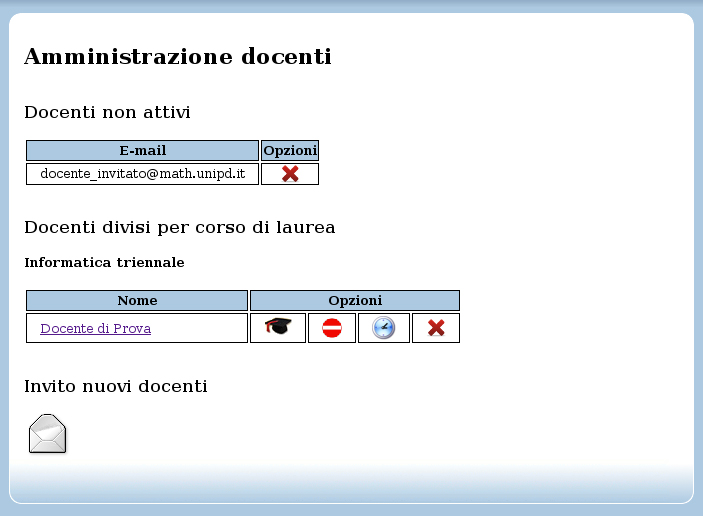 Amministrazione docenti
Docenti non attivi
E-mail Opzioni
docente_invitato@math.unipd.it
Docenti divisi per corso di laurea
Informatica triennale
Nome Opzioni
Docente di Prova
Invito nuovi docenti